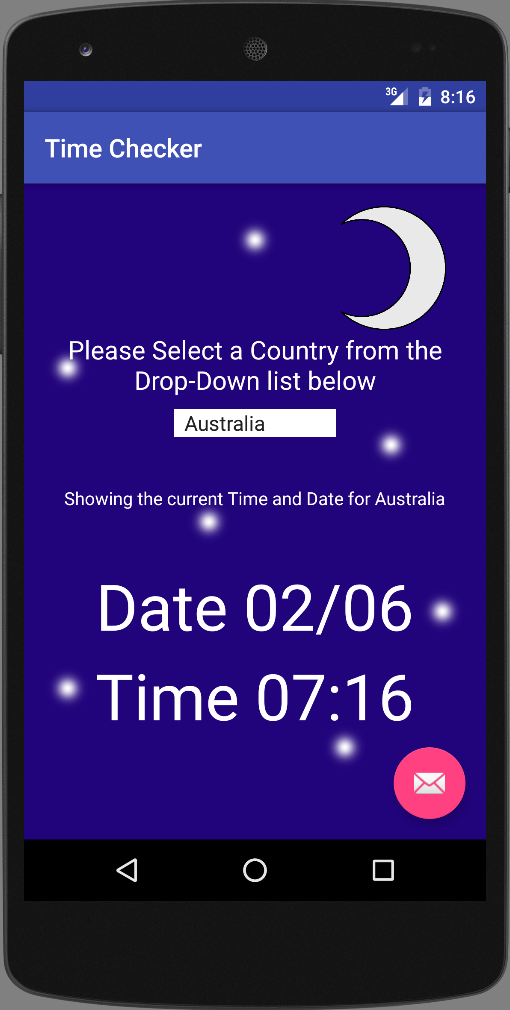 3G 8:16
Time Checker
Please Select a Country from the
Drop-Down list below
Australia
Showing the current Time and Date for Australia
Date 02/06
Time 07:16